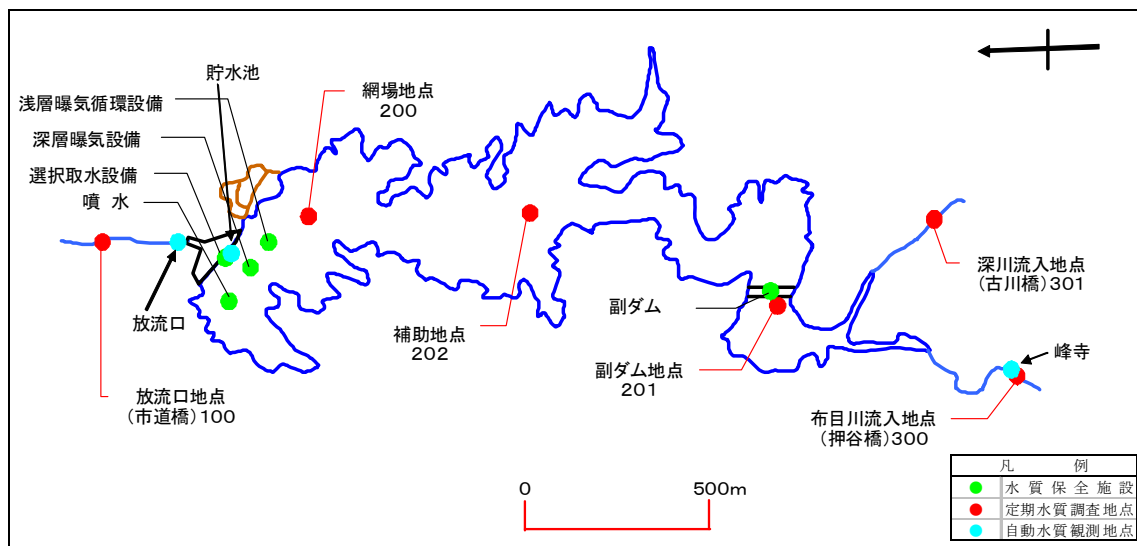 貯水池
浅層曝気循環設備
深層曝気設備
選択取水設備
噴水
網場地点
200
放流口
放流口地点
(市道橋)100
補助地点
202
副ダム
副ダム地点
201
深川流入地点
(古川橋)301
峰寺
布目川流入地点
(押谷橋)300
0 500m
凡例
水質保全施設
定期水質調査地点
自動水質観測地点